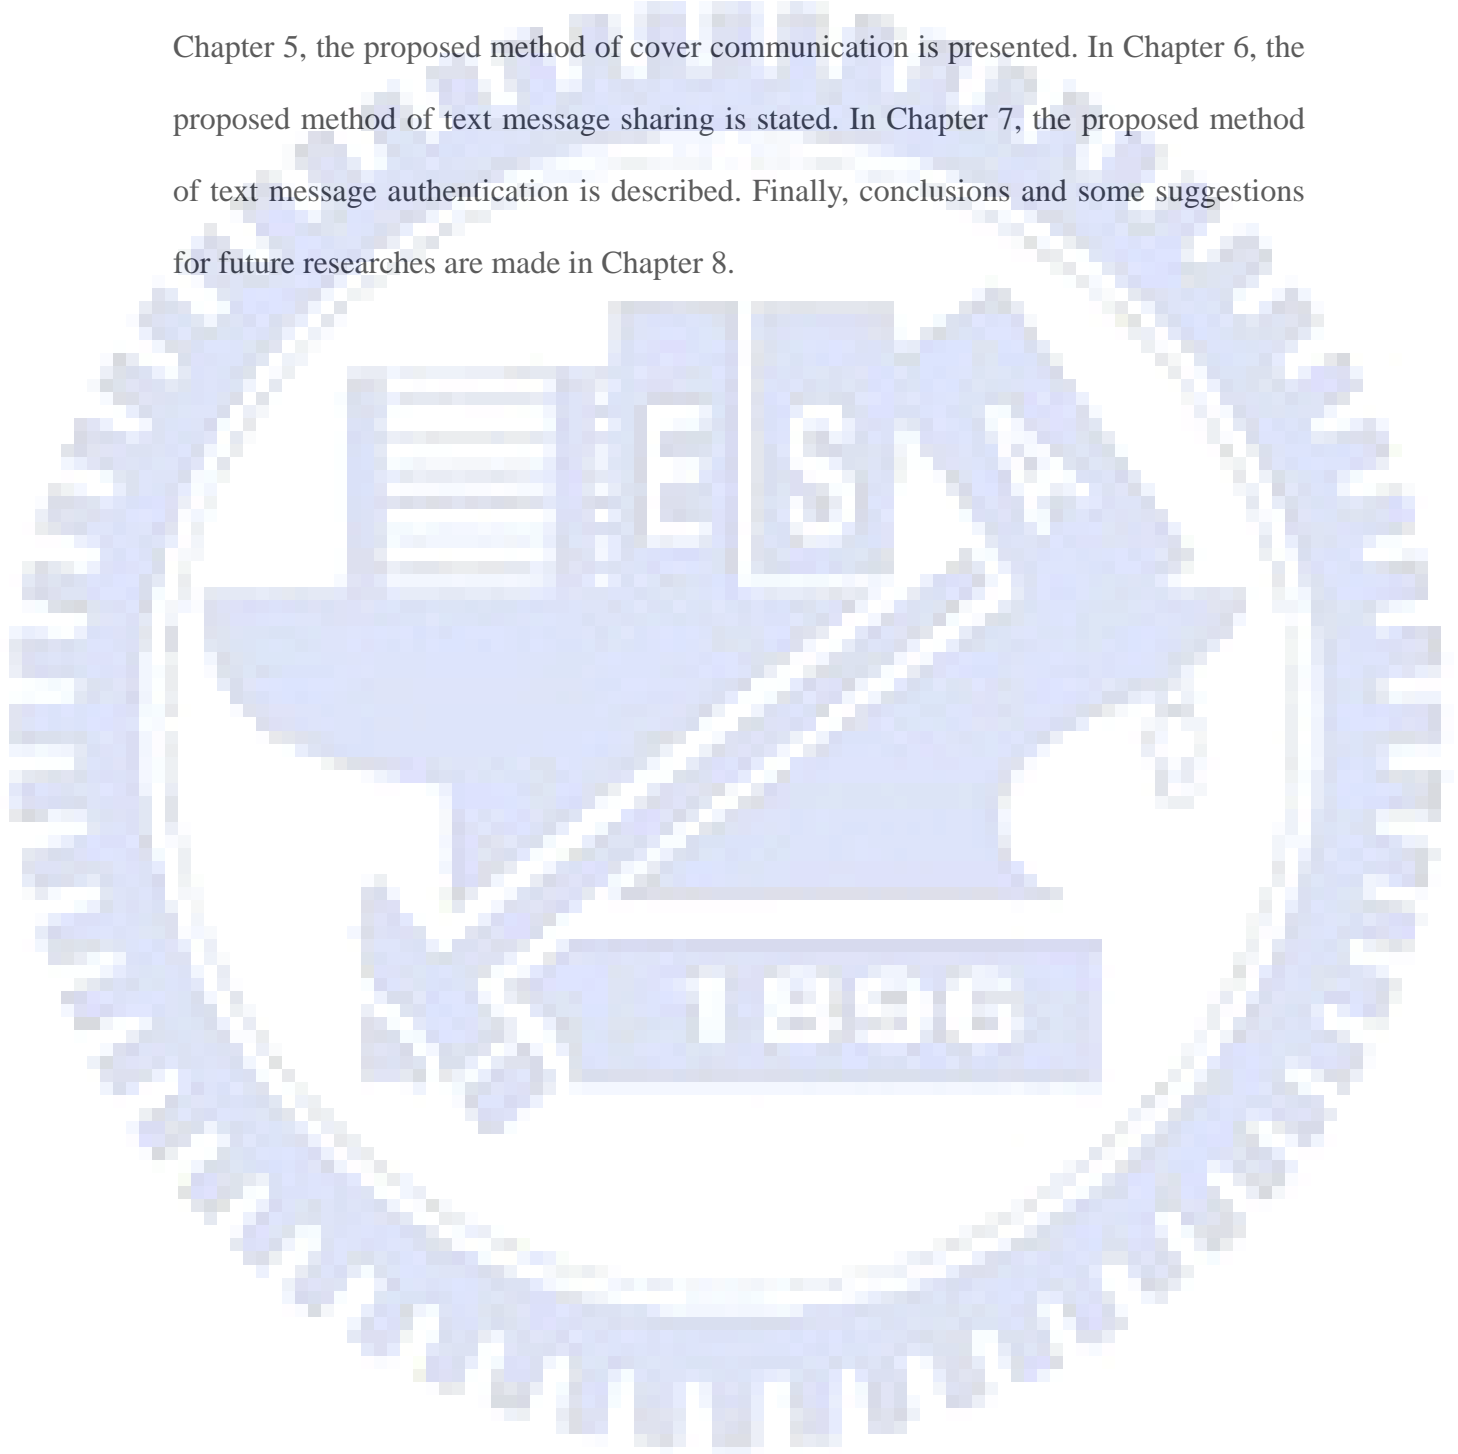 Chapter 5, the proposed method of cover communication is presented. In Chapter 6, the
proposed method of text message sharing is stated. In Chapter 7, the proposed method
of text message authentication is described. Finally, conclusions and some suggestions
for future researches are made in Chapter 8.
E S A
1896